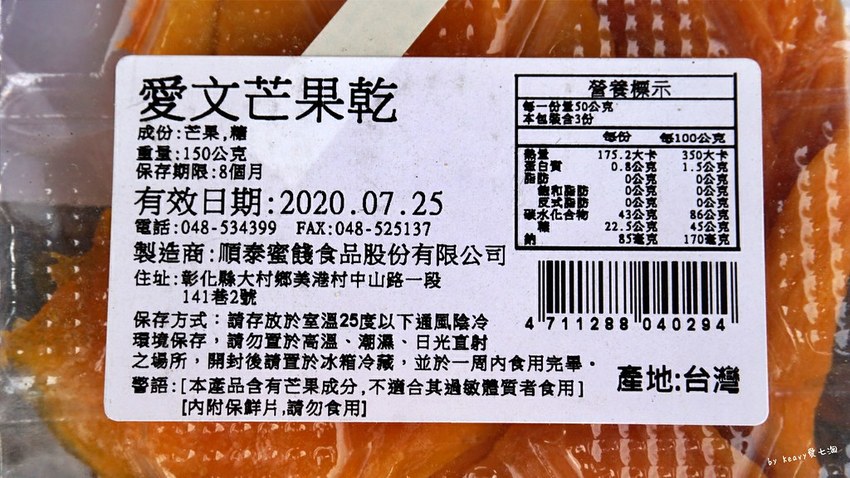 愛文芒果乾
成份:芒果,糖
重量:150公克
保存期限:8個月
有效日期:2020.07.25
電話:048-534399 FAX:048-525137
製造商:順泰蜜餞食品股份有限公司
住址:彰化縣大村鄉美港村中山路一段
141巷2號
保存方式：請存放於室溫25度以下通風陰冷
環境保存，請勿置於高溫、潮濕、日光直射
之場所，開封後請置於冰箱冷藏，並於一周內食用完畢。
警語:[本產品含有芒果成分,不適合其過敏體質者食用]
[內附保鮮片,請勿食用]
營養標示
每一份量50公克
本包裝含3份
每份 每100公克
熱量 175.2大卡 350大卡
蛋白質 0.8公克 1.5公克
脂肪 0公克 0公克
飽和脂肪 0公克 0公克
反式脂肪 0公克 0公克
碳水化合物 43公克 86公克
糖 22.5公克 45公克
鈉 85毫克 170毫克
4 711288 040294
產地:台灣
by keavy愛七淘